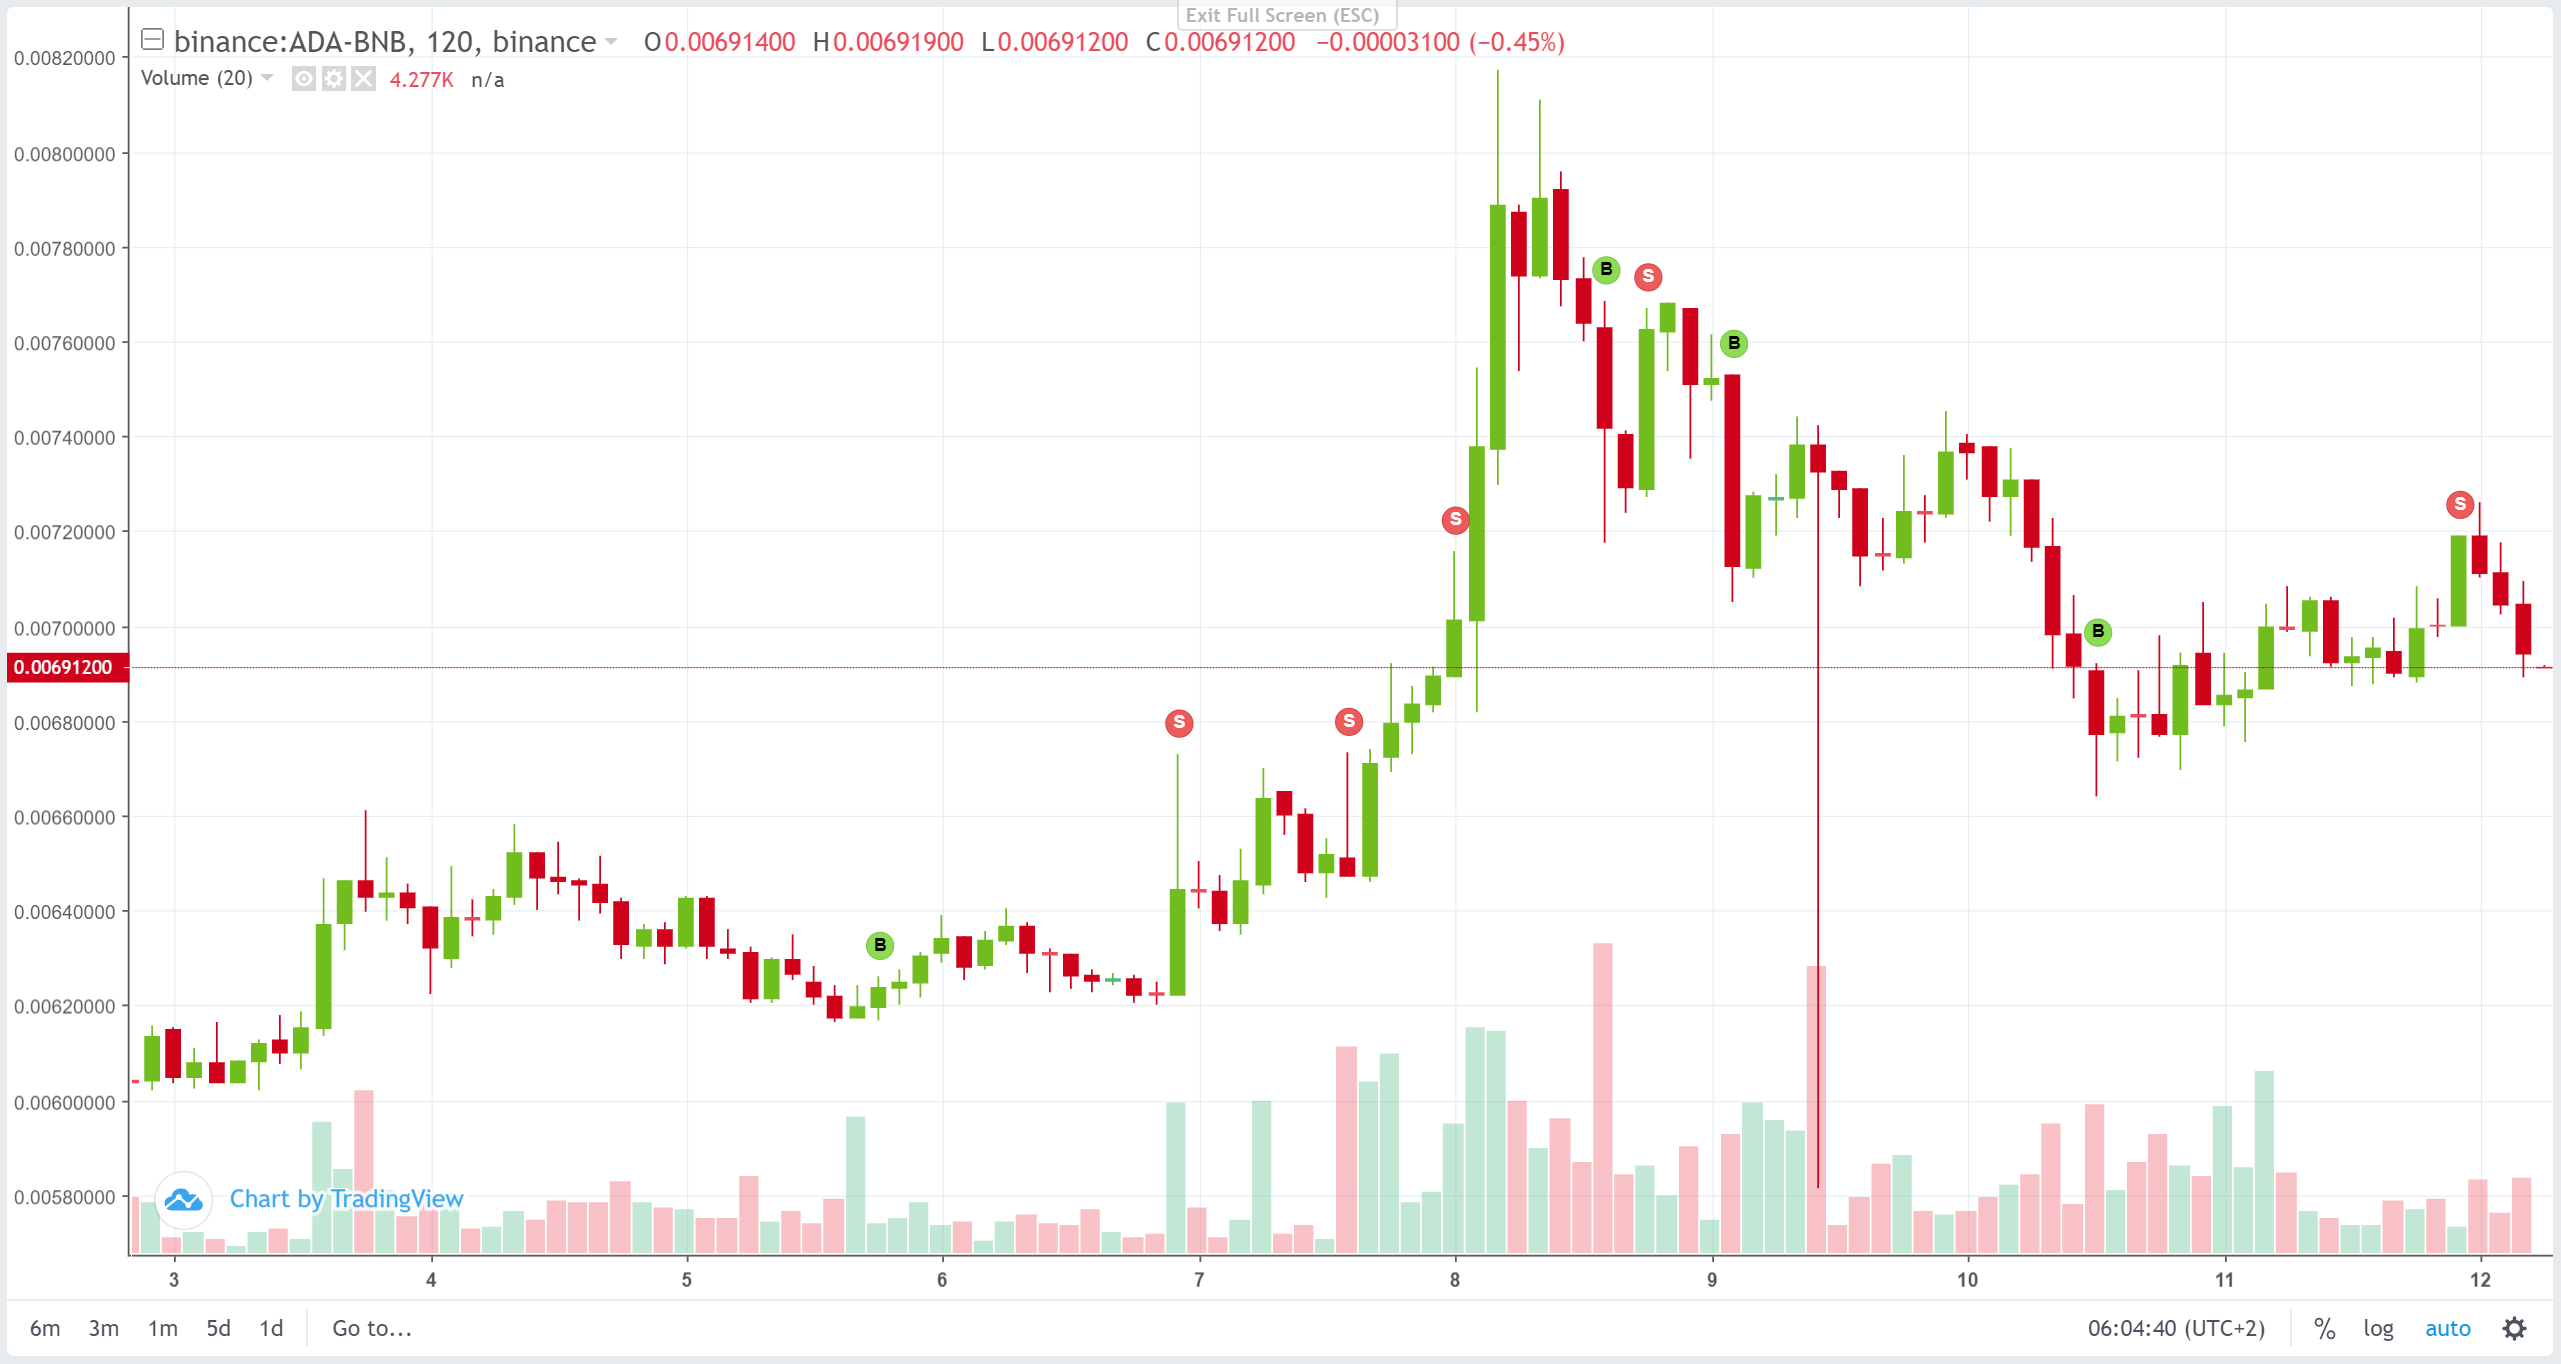 Exit Full Screen (ESC)
binance:ADA-BNB, 120, binance O0.00691400 H0.00691900 L0.00691200 C0.00691200 −0.00003100 (−0.45%)
Volume (20) 4.277K n/a
0.00820000
0.00800000
0.00780000
0.00760000
0.00740000
0.00720000
0.00700000
0.00691200
0.00680000
0.00660000
0.00640000
0.00620000
0.00600000
0.00580000
B S
B
S
S
B
S
S
B
Chart by TradingView
3 4 5 6 7 8 9 10 11 12
6m 3m 1m 5d 1d Go to... 06:04:40 (UTC+2) % log auto